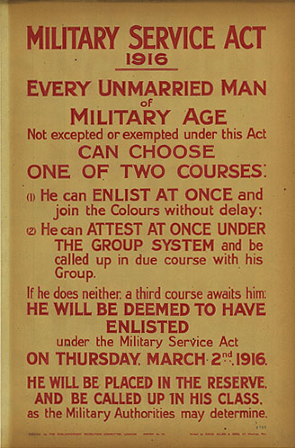 MILITARY SERVICE ACT
1916
EVERY UNMARRIED MAN
of
MILITARY AGE
Not excepted or exempted under this Act
CAN CHOOSE
ONE OF TWO COURSES:
(1) He can ENLIST AT ONCE and
join the Colours without delay:
(2) He can ATTEST AT ONCE UNDER
THE GROUP SYSTEM and be
called up in due course with his
Group.
If he does neither, a third course awaits him:
HE WILL BE DEEMED TO HAVE
ENLISTED
under the Military Service Act
ON THURSDAY, MARCH 2nd, 1916.
HE WILL BE PLACED IN THE RESERVE,
AND BE CALLED UP IN HIS CLASS,
as the Military Authorities may determine.